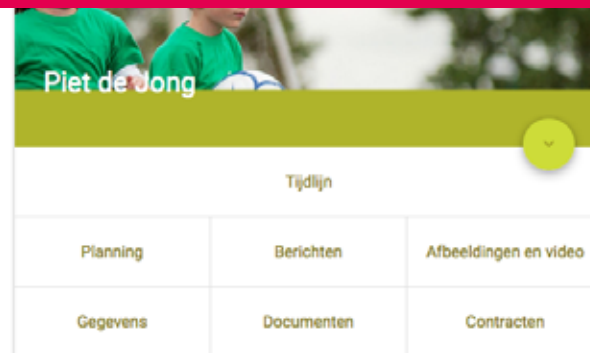 Piet de Jong
Tijdlijn
Planning Berichten Afbeeldingen en video
Gegevens Documenten Contracten